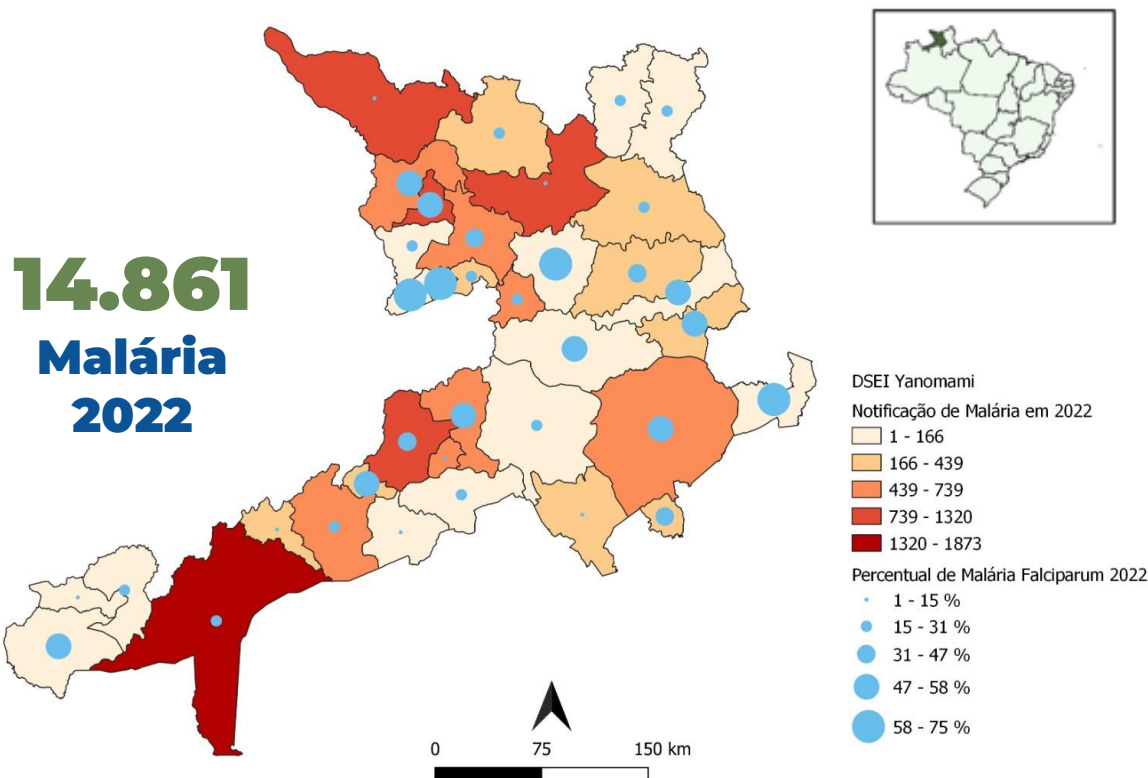 14.861
Malária
2022
DSEI Yanomami
Notificação de Malária em 2022
1 - 166
166 - 439
439 - 739
739 - 1320
1320 - 1873
Percentual de Malária Falciparum 2022
1 - 15 %
15 - 31 %
31 - 47 %
47 - 58 %
58 - 75 %
0 75 150 km